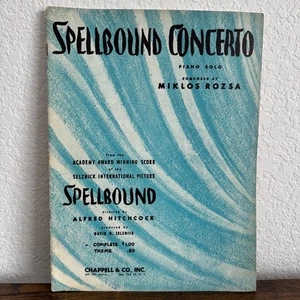 SPELLBOUND CONCERTO
PIANO SOLO
COMPOSED BY
MIKLOS ROZSA
from the
ACADEMY AWARD WINNING SCORE
of the
SELZNICK INTERNATIONAL PICTURE
SPELLBOUND
directed by
ALFRED HITCHCOCK
produced by
DAVID O. SELZNICK
COMPLETE $1.00
THEME .50
CHAPPELL & CO., INC.